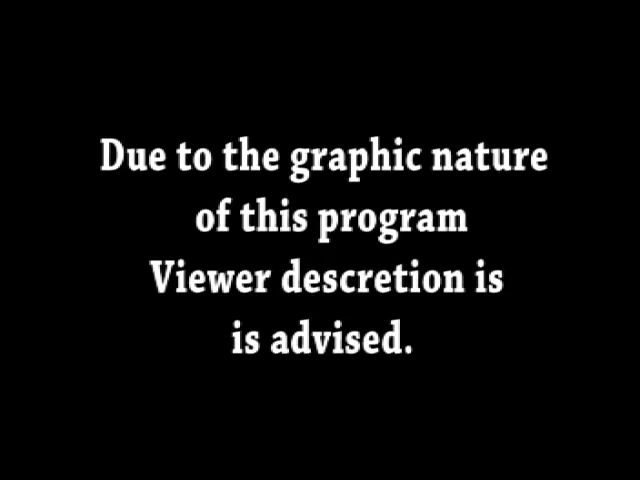 Due to the graphic nature
of this program
Viewer descretion is
is advised.